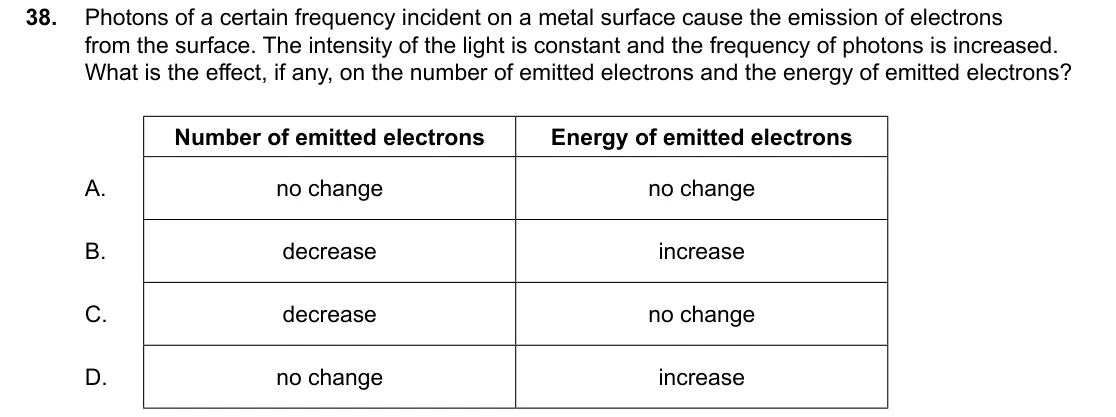 38. Photons of a certain frequency incident on a metal surface cause the emission of electrons
from the surface. The intensity of the light is constant and the frequency of photons is increased.
What is the effect, if any, on the number of emitted electrons and the energy of emitted electrons?
Number of emitted electrons Energy of emitted electrons
A. no change no change
B. decrease increase
C. decrease no change
D. no change increase